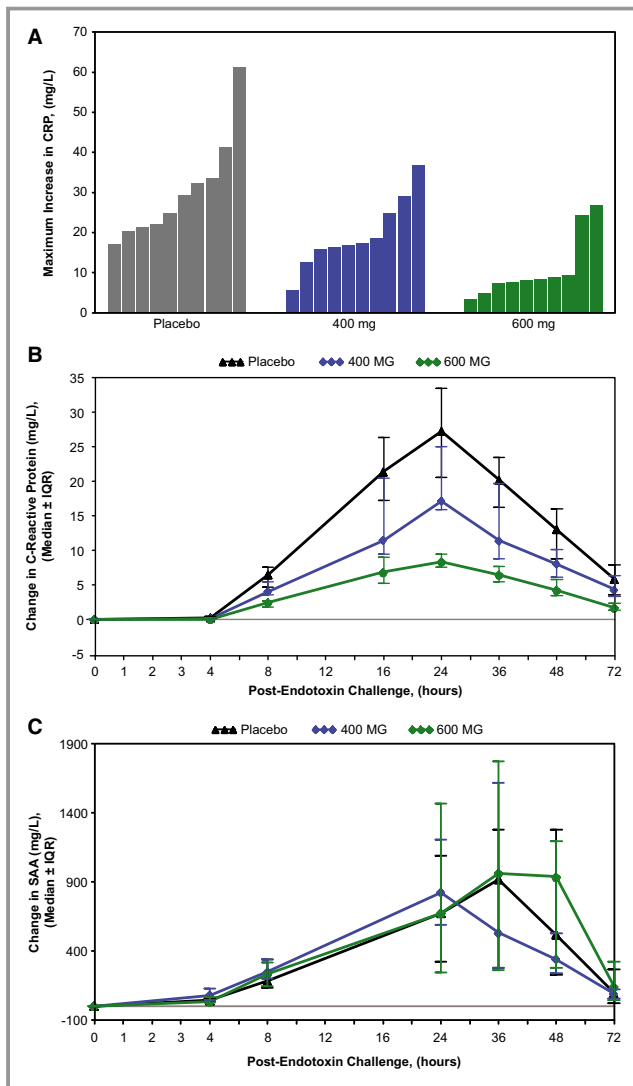 A
70
60
50
40
30
20
10
0
Maximum Increase in CRP, (mg/L)
Placebo 400 mg 600 mg
B
Placebo 400 MG 600 MG
35
30
25
20
15
10
5
0
-5
Change in C-Reactive Protein (mg/L),
(Median ± IQR)
0 1 2 3 4 8 12 16 24 36 48 72
Post-Endotoxin Challenge, (hours)
C
Placebo 400 MG 600 MG
1900
1400
900
400
-100
Change in SAA (mg/L),
(Median ± IQR)
0 1 2 3 4 8 12 16 24 36 48 72
Post-Endotoxin Challenge, (hours)